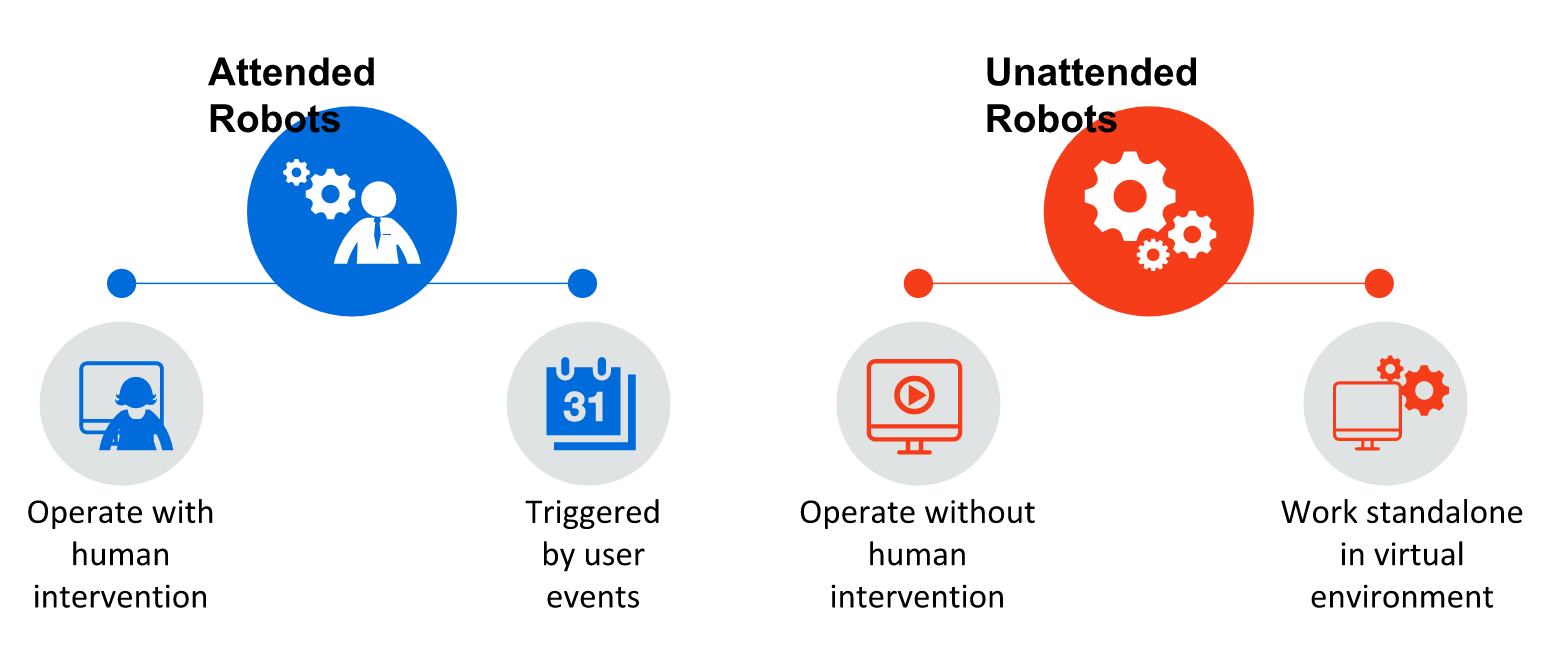 Attended
Robots
Operate with
human
intervention
31
Triggered
by user
events
Unattended
Robots
Operate without
human
intervention
Work standalone
in virtual
environment